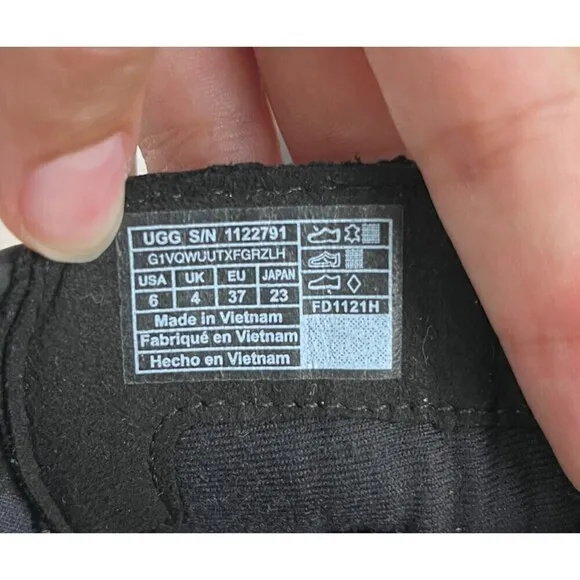 UGG S/N 1122791
G1VQWUUTXFGRZLH
USA UK EU JAPAN
6 4 37 23
FD1121H
Made in Vietnam
Fabriqué en Vietnam
Hecho en Vietnam